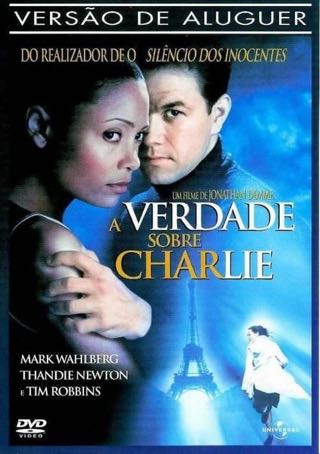 VERSÃO DE ALUGUER
DO REALIZADOR DE O SILÊNCIO DOS INOCENTES
UM FILME DE JONATHAN DEMME
A VERDADE
SOBRE
CHARLIE
MARK WAHLBERG
THANDIE NEWTON
E TIM ROBBINS
DVD
VIDEO
UNIVERSAL